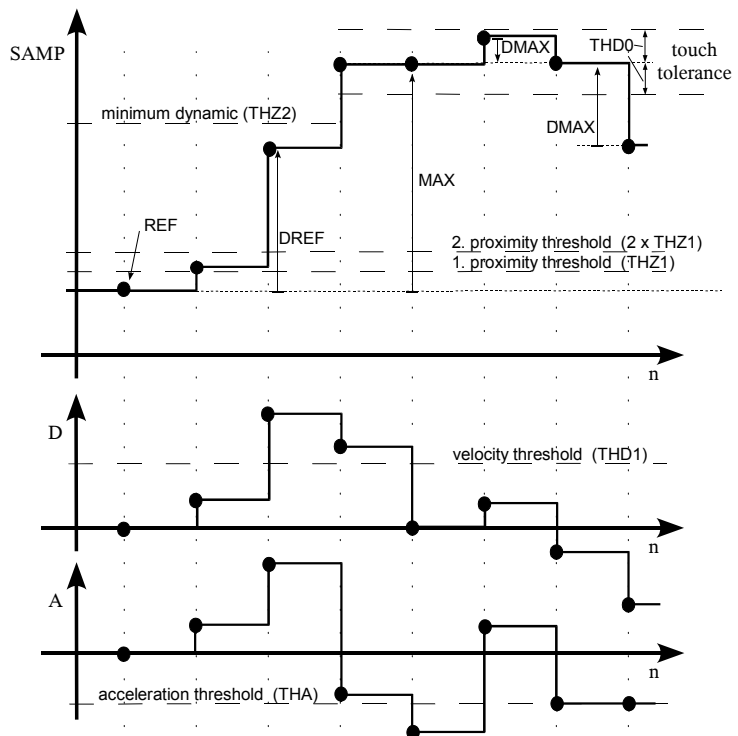 SAMP
DMAX
THD0
touch
tolerance
minimum dynamic (THZ2)
DMAX
MAX
REF
DREF
2. proximity threshold (2 x THZ1)
1. proximity threshold (THZ1)
n
D
velocity threshold (THD1)
n
A
n
acceleration threshold (THA)